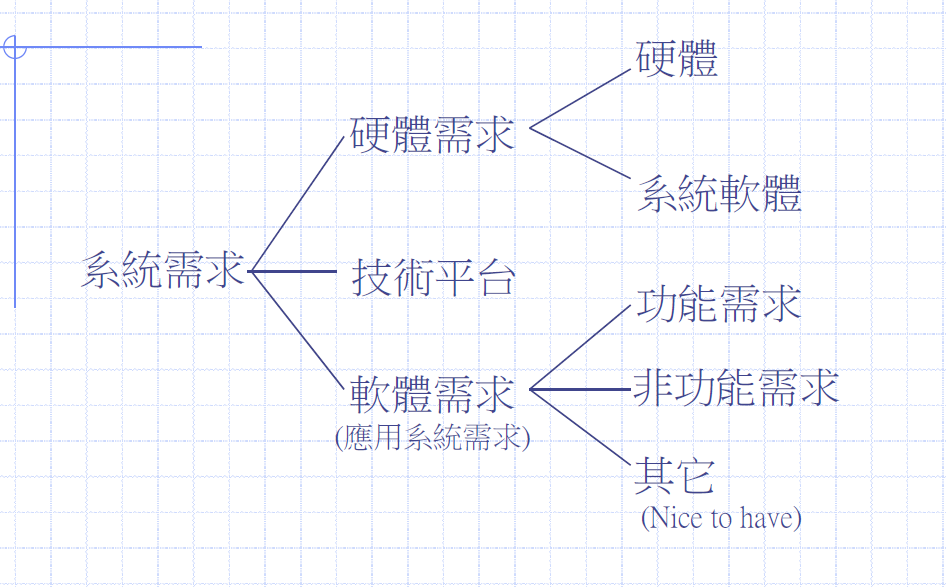 系統需求
硬體需求
硬體
系統軟體
技術平台
軟體需求
(應用系統需求)
功能需求
非功能需求
其它
(Nice to have)